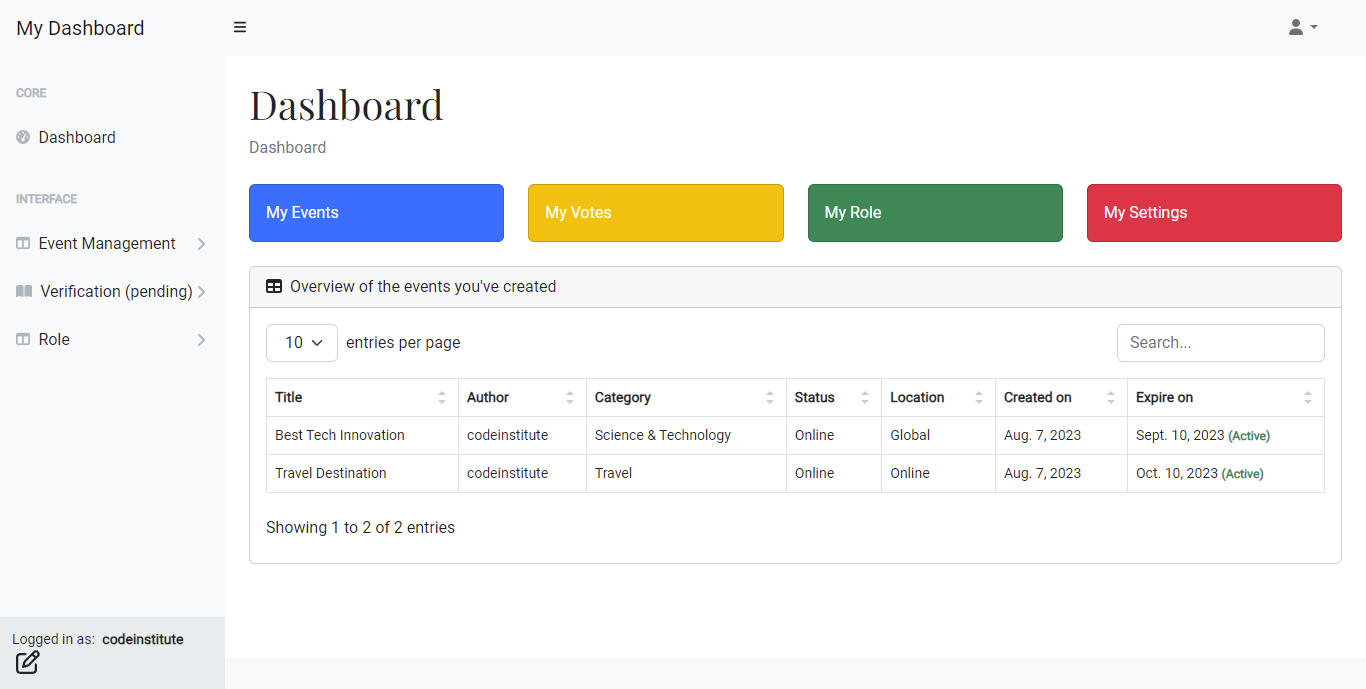 My Dashboard
CORE
Dashboard
INTERFACE
Event Management
Verification (pending)
Role
Logged in as: codeinstitute
Dashboard
Dashboard
My Events
My Votes
My Role
My Settings
Overview of the events you've created
10 entries per page
Search...
Title Author Category Status Location Created on Expire on
Best Tech Innovation codeinstitute Science & Technology Online Global Aug. 7, 2023 Sept. 10, 2023 (Active)
Travel Destination codeinstitute Travel Online Online Aug. 7, 2023 Oct. 10, 2023 (Active)
Showing 1 to 2 of 2 entries